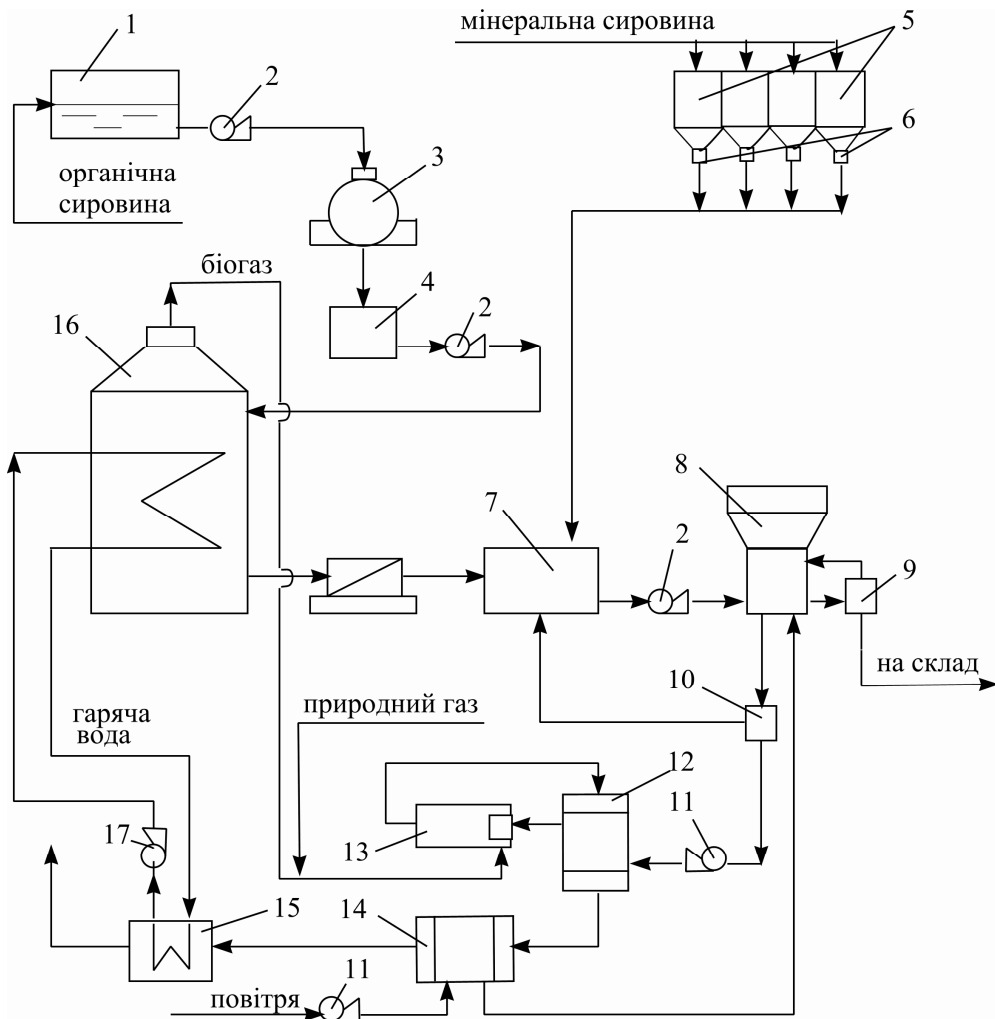 мінеральна сировина
1
5
2
6
3
органічна
сировина
біогаз
4
2
16
8
7
2
9
на склад
10
природний газ
гаряча
вода
12
11
17
13
15
14
повітря
11